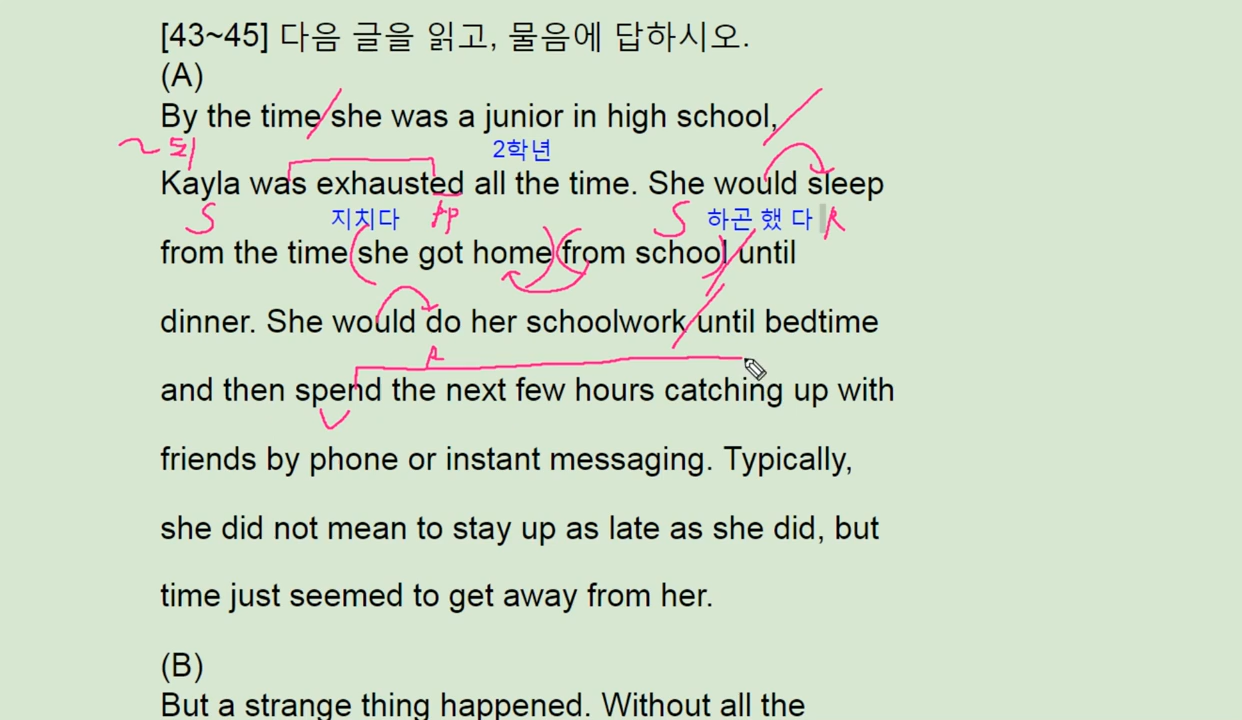 [43~45] 다음 글을 읽고, 물음에 답하시오.
(A)
By the time she was a junior in high school,
~되 2학년
Kayla was exhausted all the time. She would sleep
S 지치다 PP S 하곤 했 다 R
from the time she got home from school until
dinner. She would do her schoolwork until bedtime
R
and then spend the next few hours catching up with
friends by phone or instant messaging. Typically,
she did not mean to stay up as late as she did, but
time just seemed to get away from her.
(B)
But a strange thing happened. Without all the